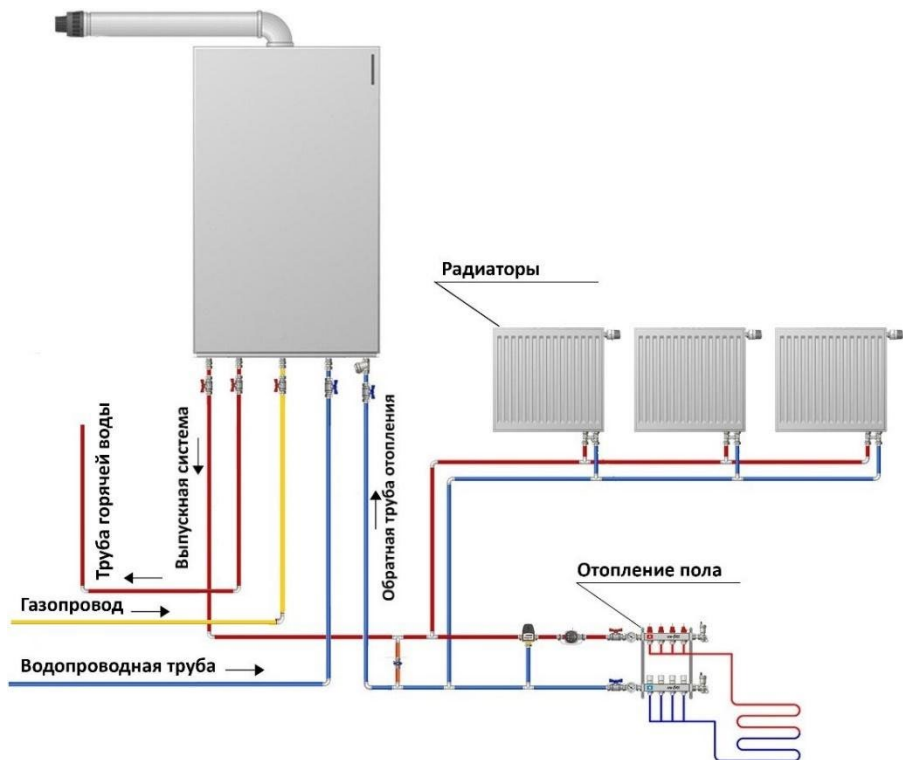 Радиаторы
Труба горячей воды
Выпускная система
Обратная труба отопления
Газопровод
Отопление пола
Водопроводная труба